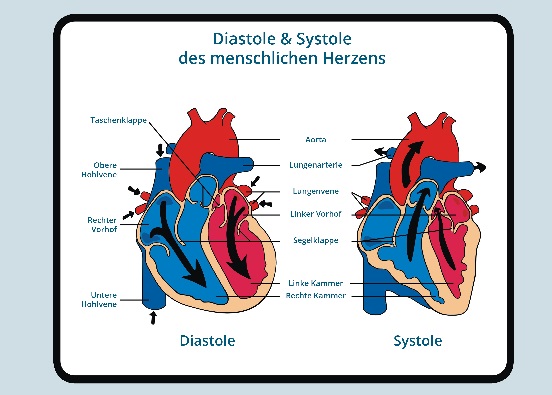 Diastole & Systole
des menschlichen Herzens
Taschenklappe
Aorta
Obere
Hohlvene
Lungenarterie
Lungenvene
Rechter
Vorhof
Linker Vorhof
Segelklappe
Linke Kammer
Untere
Hohlvene
Rechte Kammer
Diastole
Systole